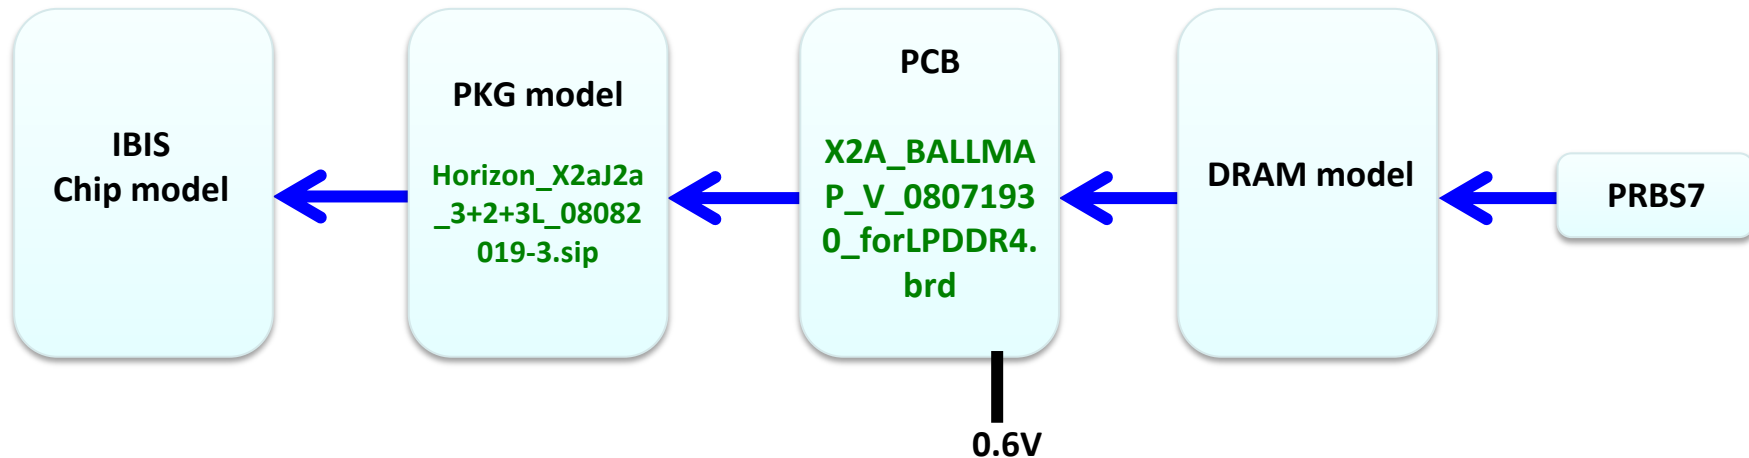 IBIS
Chip model
PKG model
Horizon_X2aJ2a
_3+2+3L_08082
019-3.sip
PCB
X2A_BALLMA
P_V_0807193
0_forLPDDR4.
brd
0.6V
DRAM model
PRBS7